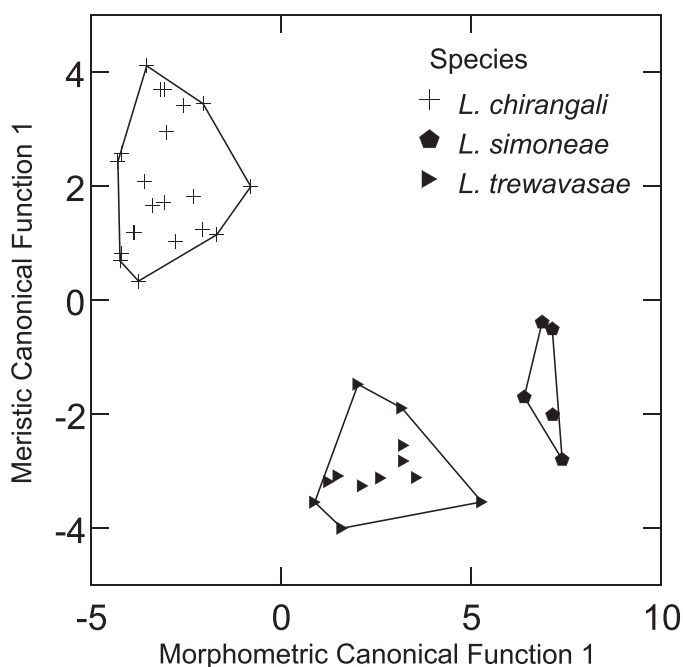 Species
L. chirangali
L. simoneae
L. trewavasae
Meristic Canonical Function 1
4
2
0
-2
-4
-5 0 5 10
Morphometric Canonical Function 1